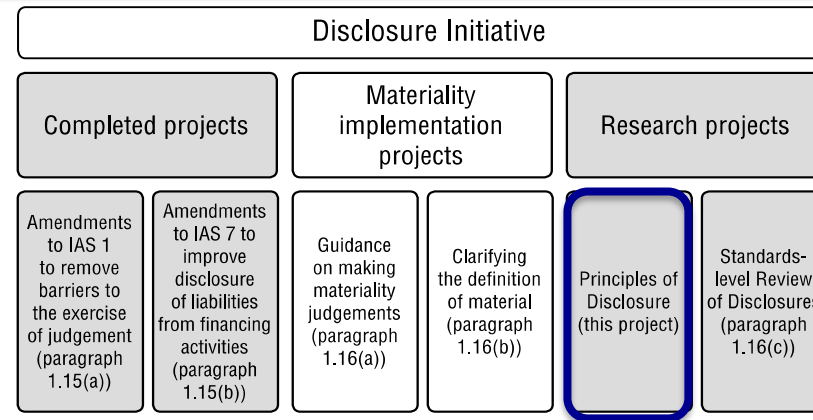 Disclosure Initiative
Completed projects
Materiality
implementation
projects
Research projects
Amendments
to IAS 1
to remove
barriers to
the exercise
of judgement
(paragraph
1.15(a))
Amendments
to IAS 7 to
improve
disclosure
of liabilities
from financing
activities
(paragraph
1.15(b))
Guidance
on making
materiality
judgements
(paragraph
1.16(a))
Clarifying
the definition
of material
(paragraph
1.16(b))
Principles of
Disclosure
(this project)
Standards-
level Review
of Disclosures
(paragraph
1.16(c))